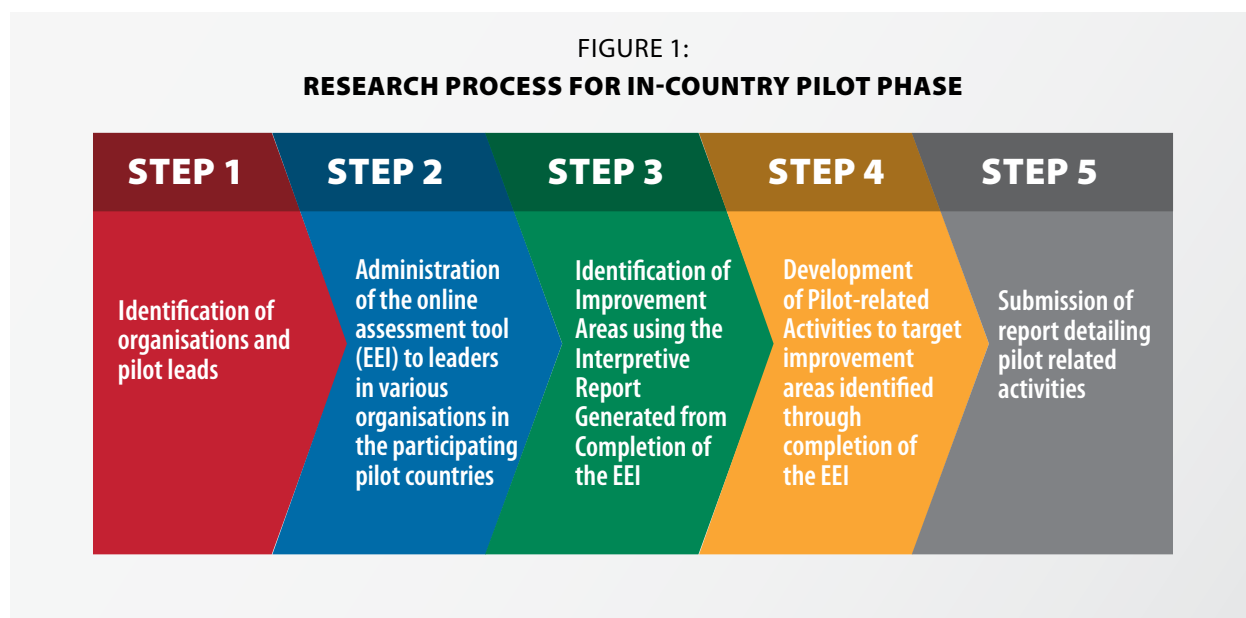 FIGURE 1:
RESEARCH PROCESS FOR IN-COUNTRY PILOT PHASE
STEP 1
Identification of
organisations and
pilot leads
STEP 2
Administration
of the online
assessment tool
(EEI) to leaders
in various
organisations in
the participating
pilot countries
STEP 3
Identification of
Improvement
Areas using the
Interpretive
Report
Generated from
Completion of
the EEI
STEP 4
Development
of Pilot-related
Activities to target
improvement
areas identified
through
completion of
the EEI
STEP 5
Submission of
report detailing
pilot related
activities